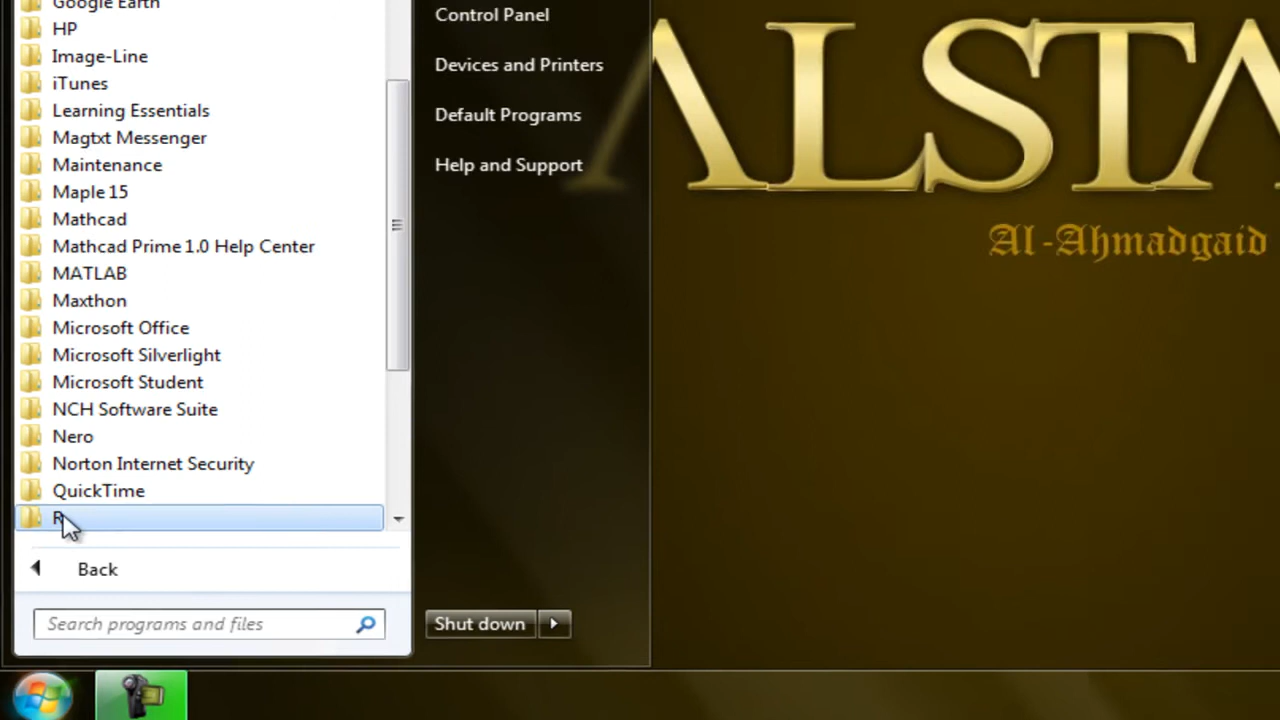 Google Earth
HP
Image-Line
iTunes
Learning Essentials
Magtxt Messenger
Maintenance
Maple 15
Mathcad
Mathcad Prime 1.0 Help Center
MATLAB
Maxthon
Microsoft Office
Microsoft Silverlight
Microsoft Student
NCH Software Suite
Nero
Norton Internet Security
QuickTime
R
Back
Search programs and files
Control Panel
Devices and Printers
Default Programs
Help and Support
Shut down
ALSTA
Al-Ahmadgaid